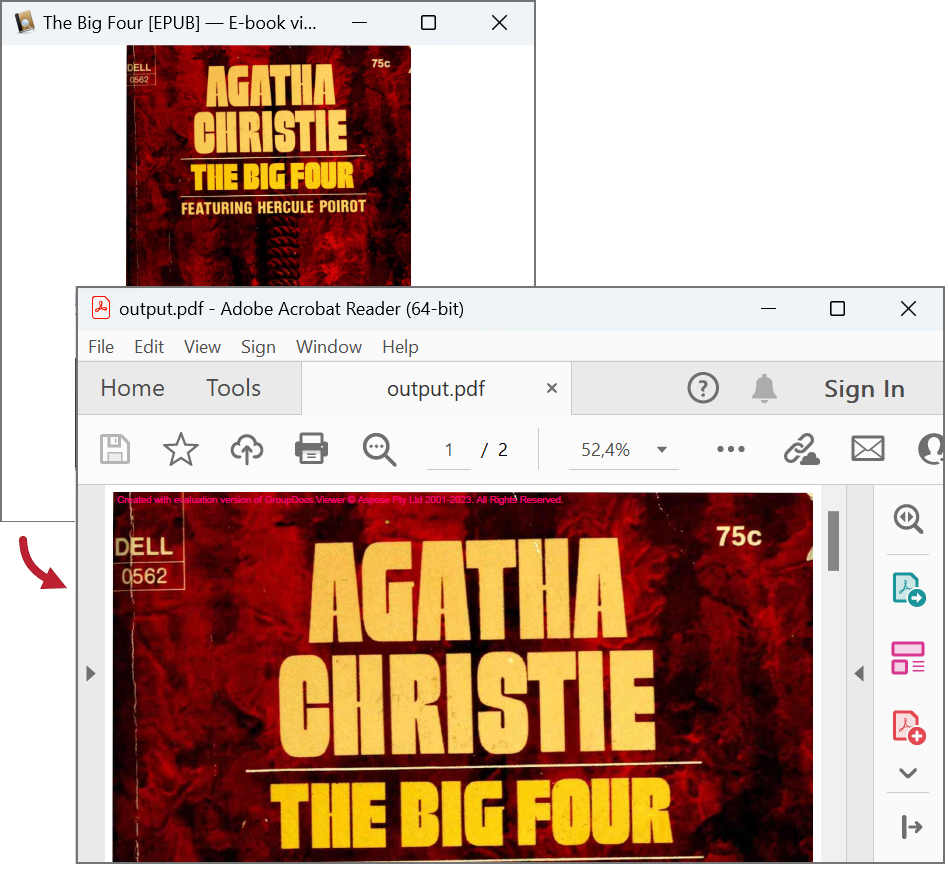 The Big Four [EPUB] — E-book vi...
DELL
0562
75c
AGATHA
CHRISTIE
THE BIG FOUR
FEATURING HERCULE POIROT
output.pdf - Adobe Acrobat Reader (64-bit)
File Edit View Sign Window Help
Home Tools output.pdf × ? Sign In
1 / 2 52,4%
Created with evaluation version of GroupDocs.Viewer © Aspose Pty Ltd 2001-2023. All Rights Reserved.
DELL
0562
75c
AGATHA
CHRISTIE
THE BIG FOUR